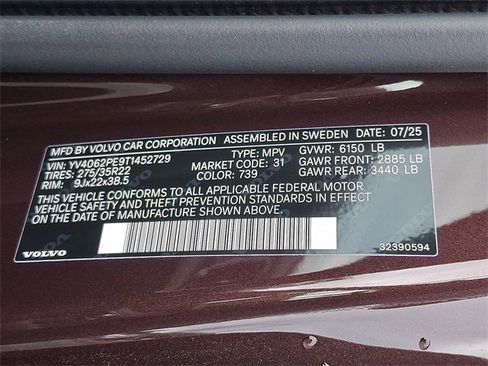 MFD BY VOLVO CAR CORPORATION ASSEMBLED IN SWEDEN DATE: 07/25
VIN: YV4062PE9T1452729 TYPE: MPV GVWR: 6150 LB
TIRES: 275/35R22 MARKET CODE: 31 GAWR FRONT: 2885 LB
RIM: 9Jx22x38.5 COLOR: 739 GAWR REAR: 3440 LB
THIS VEHICLE CONFORMS TO ALL APPLICABLE FEDERAL MOTOR
VEHICLE SAFETY AND THEFT PREVENTION STANDARDS IN EFFECT
ON THE DATE OF MANUFACTURE SHOWN ABOVE.
VOLVO 32390594